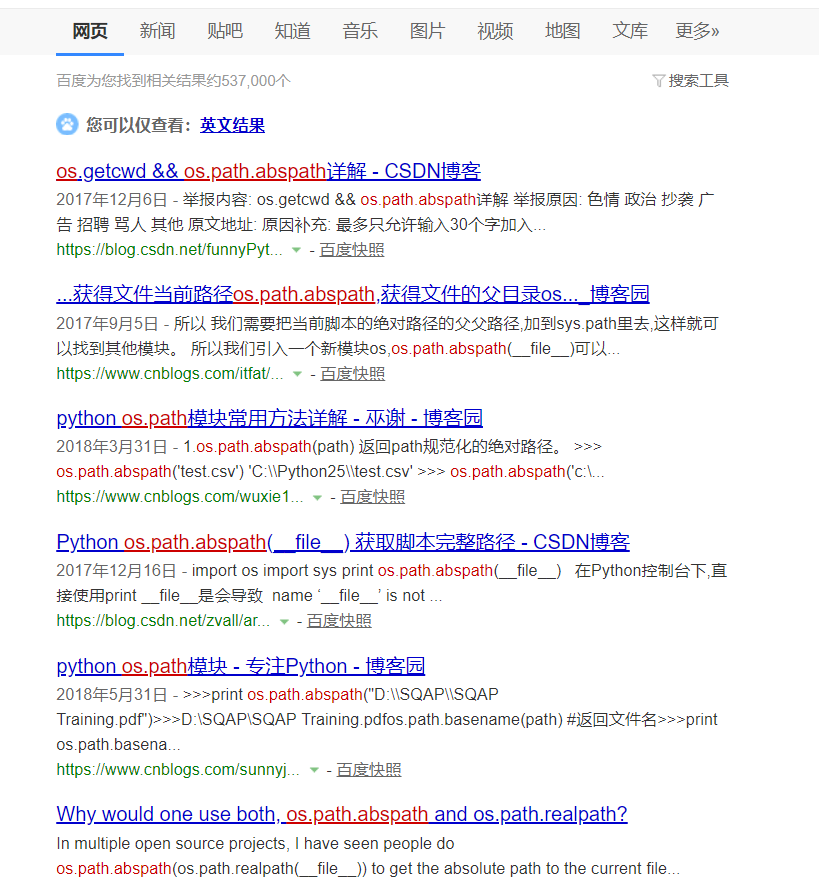 网页 新闻 贴吧 知道 音乐 图片 视频 地图 文库 更多»
百度为您找到相关结果约537,000个 搜索工具
您可以仅查看：英文结果
os.getcwd && os.path.abspath详解 - CSDN博客
2017年12月6日 - 举报内容: os.getcwd && os.path.abspath详解 举报原因: 色情 政治 抄袭 广
告 招聘 骂人 其他 原文地址: 原因补充: 最多只允许输入30个字加入...
https://blog.csdn.net/funnyPyt... - 百度快照
...获得文件当前路径os.path.abspath,获得文件的父目录os..._博客园
2017年9月5日 - 所以 我们需要把当前脚本的绝对路径的父父路径,加到sys.path里去,这样就可
以找到其他模块。 所以我们引入一个新模块os,os.path.abspath(__file__)可以...
https://www.cnblogs.com/itfat/... - 百度快照
python os.path模块常用方法详解 - 巫谢 - 博客园
2018年3月31日 - 1.os.path.abspath(path) 返回path规范化的绝对路径。 >>>
os.path.abspath('test.csv') 'C:\\Python25\\test.csv' >>> os.path.abspath('c:\...
https://www.cnblogs.com/wuxie1... - 百度快照
Python os.path.abspath(__file__) 获取脚本完整路径 - CSDN博客
2017年12月16日 - import os import sys print os.path.abspath(__file__) 在Python控制台下,直
接使用print __file__是会导致 name ‘__file__’ is not ...
https://blog.csdn.net/zvall/ar... - 百度快照
python os.path模块 - 专注Python - 博客园
2018年5月31日 - >>>print os.path.abspath("D:\\SQAP\\SQAP
Training.pdf")>>>D:\SQAP\SQAP Training.pdfos.path.basename(path) #返回文件名>>>print
os.path.basena...
https://www.cnblogs.com/sunnyj... - 百度快照
Why would one use both, os.path.abspath and os.path.realpath?
In multiple open source projects, I have seen people do
os.path.abspath(os.path.realpath(__file__)) to get the absolute path to the current file...